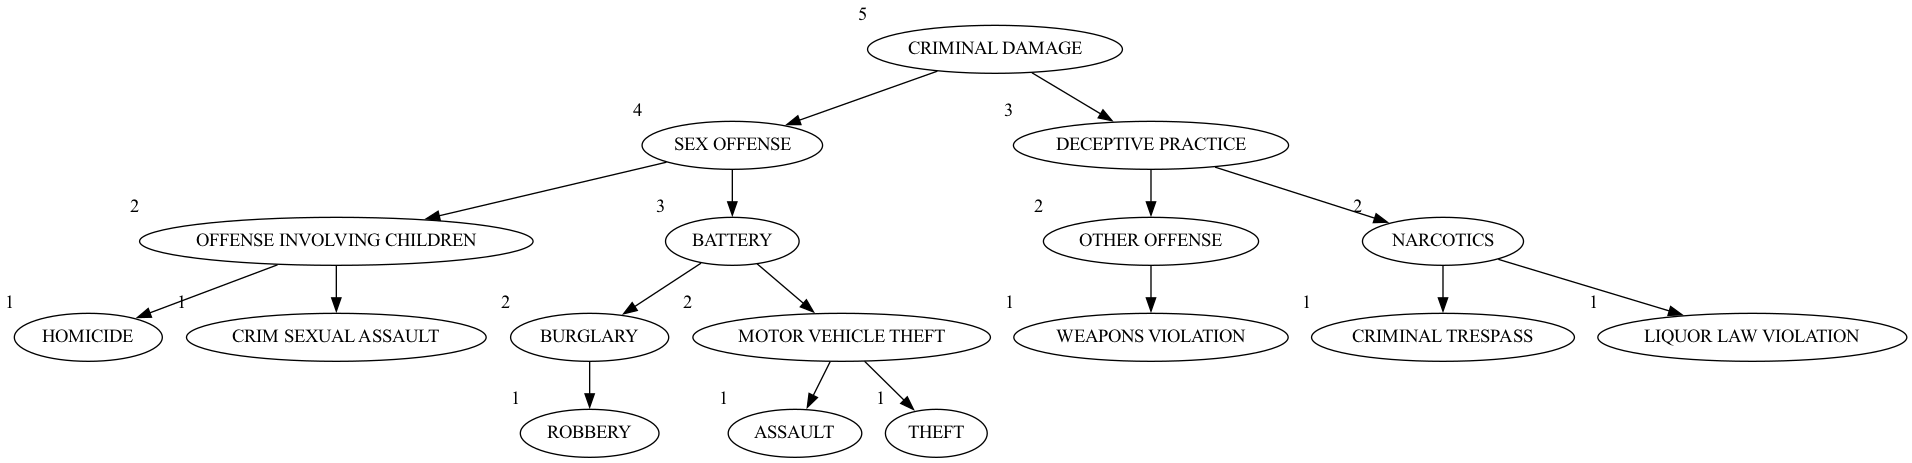 5
CRIMINAL DAMAGE
4
3
SEX OFFENSE
DECEPTIVE PRACTICE
2
3
2
2
OFFENSE INVOLVING CHILDREN
BATTERY
OTHER OFFENSE
NARCOTICS
1
1
2
2
1
1
1
HOMICIDE
CRIM SEXUAL ASSAULT
BURGLARY
MOTOR VEHICLE THEFT
WEAPONS VIOLATION
CRIMINAL TRESPASS
LIQUOR LAW VIOLATION
1
1
1
ROBBERY
ASSAULT
THEFT